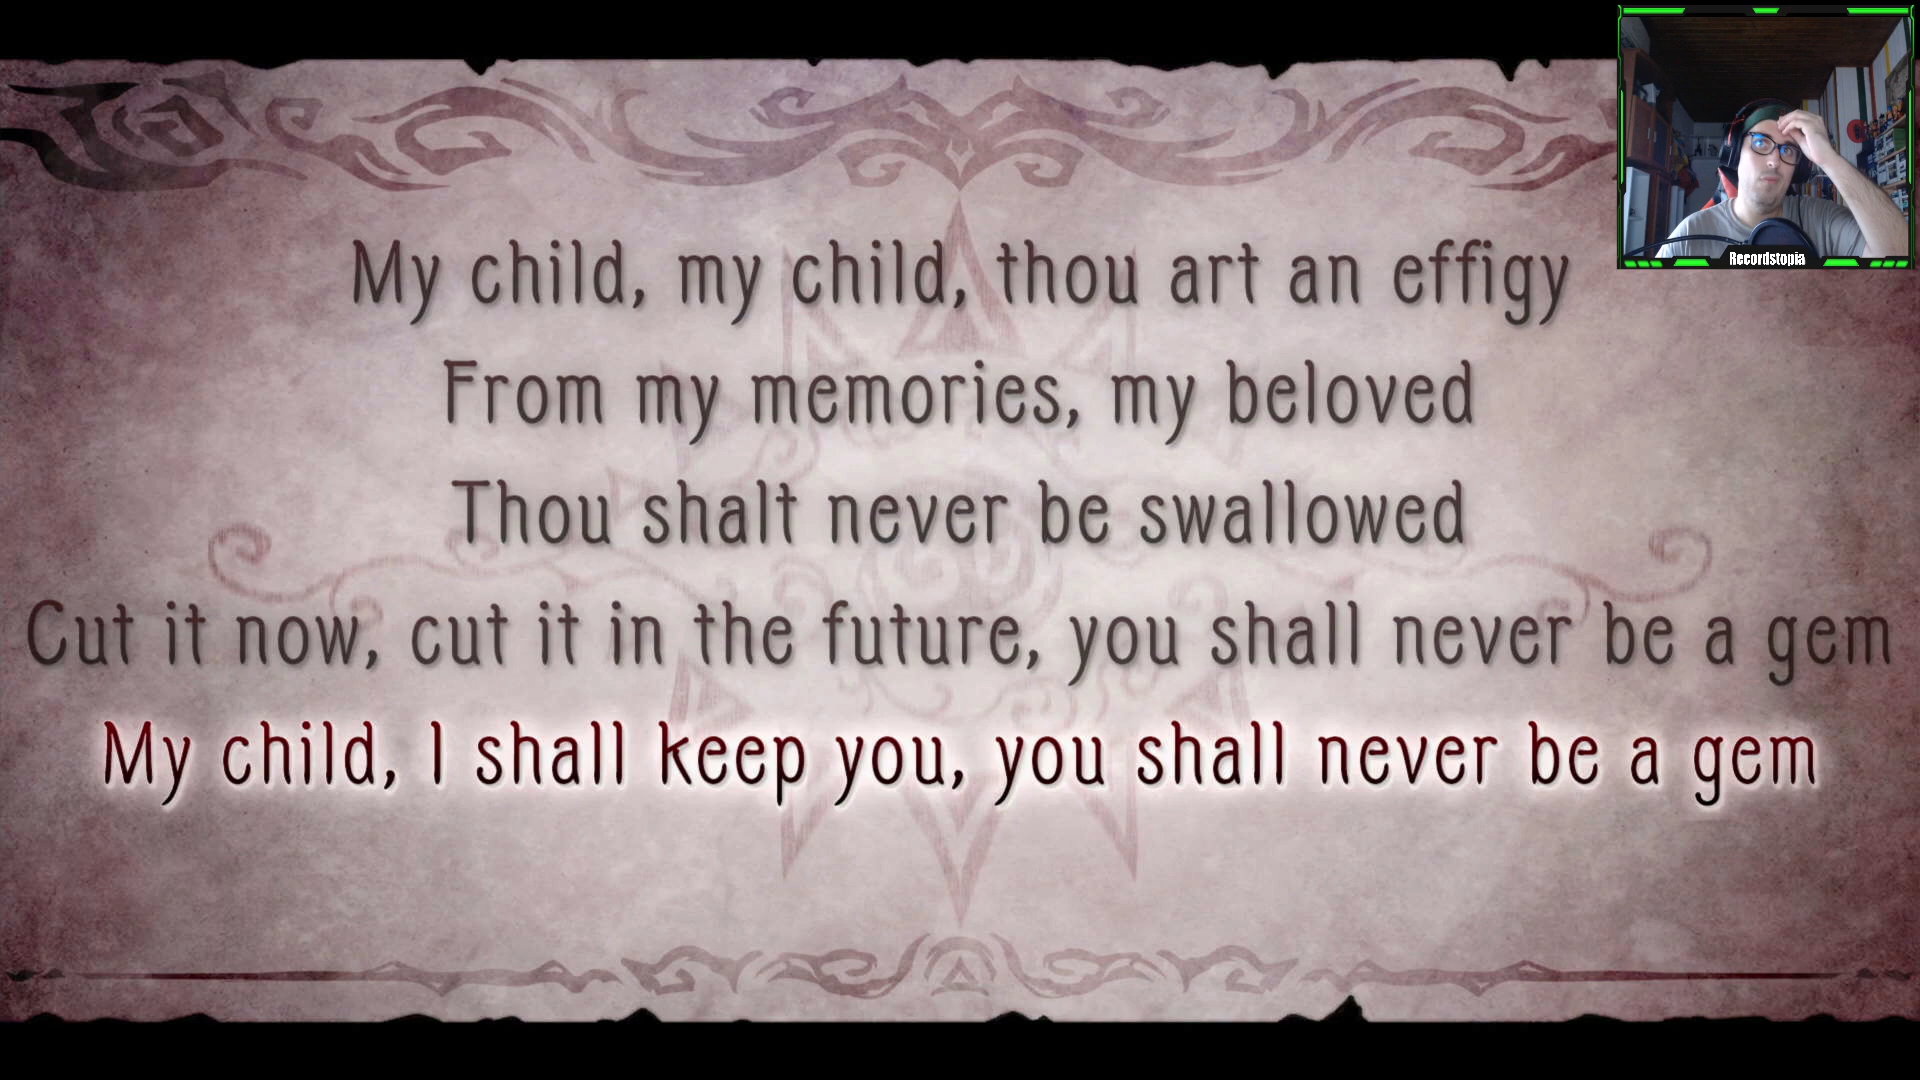 Recordstopia
My child, my child, thou art an effigy
From my memories, my beloved
Thou shalt never be swallowed
Cut it now, cut it in the future, you shall never be a gem
My child, I shall keep you, you shall never be a gem